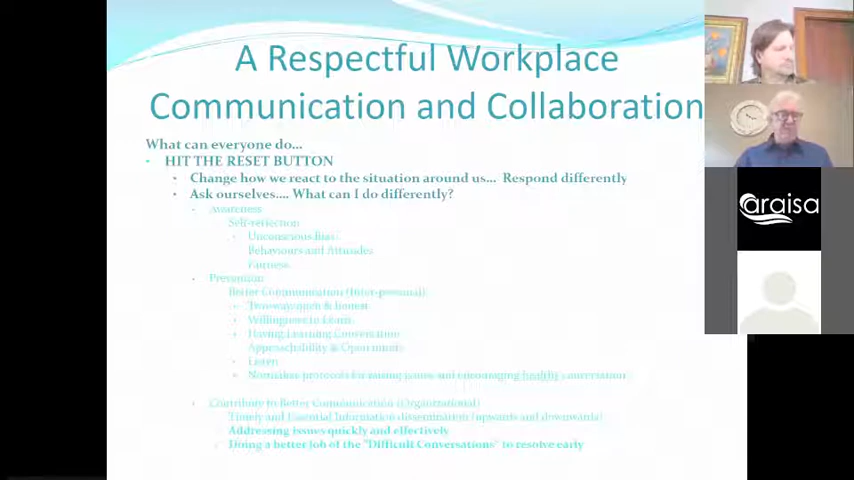 A Respectful Workplace
Communication and Collaboration
What can everyone do...
• HIT THE RESET BUTTON
• Change how we react to the situation around us... Respond differently
• Ask ourselves.... What can I do differently?
• Awareness
Self-reflection
• Unconscious Bias
Behaviours and Attitudes
Fairness
• Prevention
Better Communication (Inter-personal)
• Two-way, open & honest
• Willingness to Learn
• Having Learning Conversation
Approachability & Open minds
• Listen
• Normalize protocols for raising issues and encouraging healthy conversation
• Contribute to Better Communication (Organizational)
Timely and Essential Information dissemination (upwards and downwards)
Addressing issues quickly and effectively
Doing a better job of the "Difficult Conversations" to resolve early
araisa